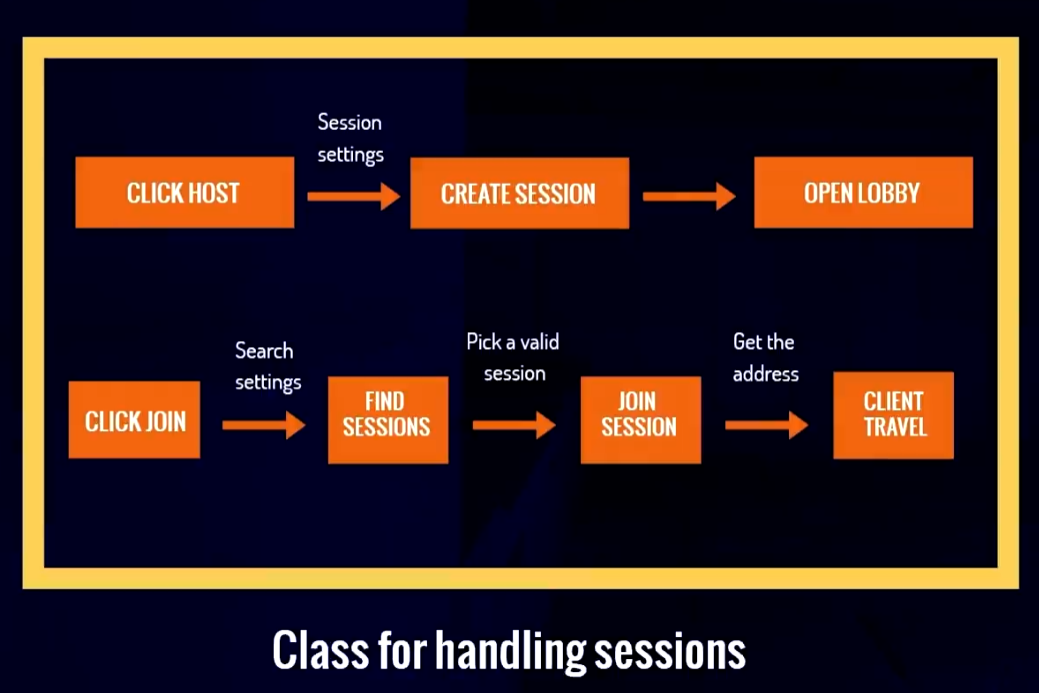 Session
settings
CLICK HOST
CREATE SESSION
OPEN LOBBY
Search
settings
Pick a valid
session
Get the
address
CLICK JOIN
FIND
SESSIONS
JOIN
SESSION
CLIENT
TRAVEL
Class for handling sessions